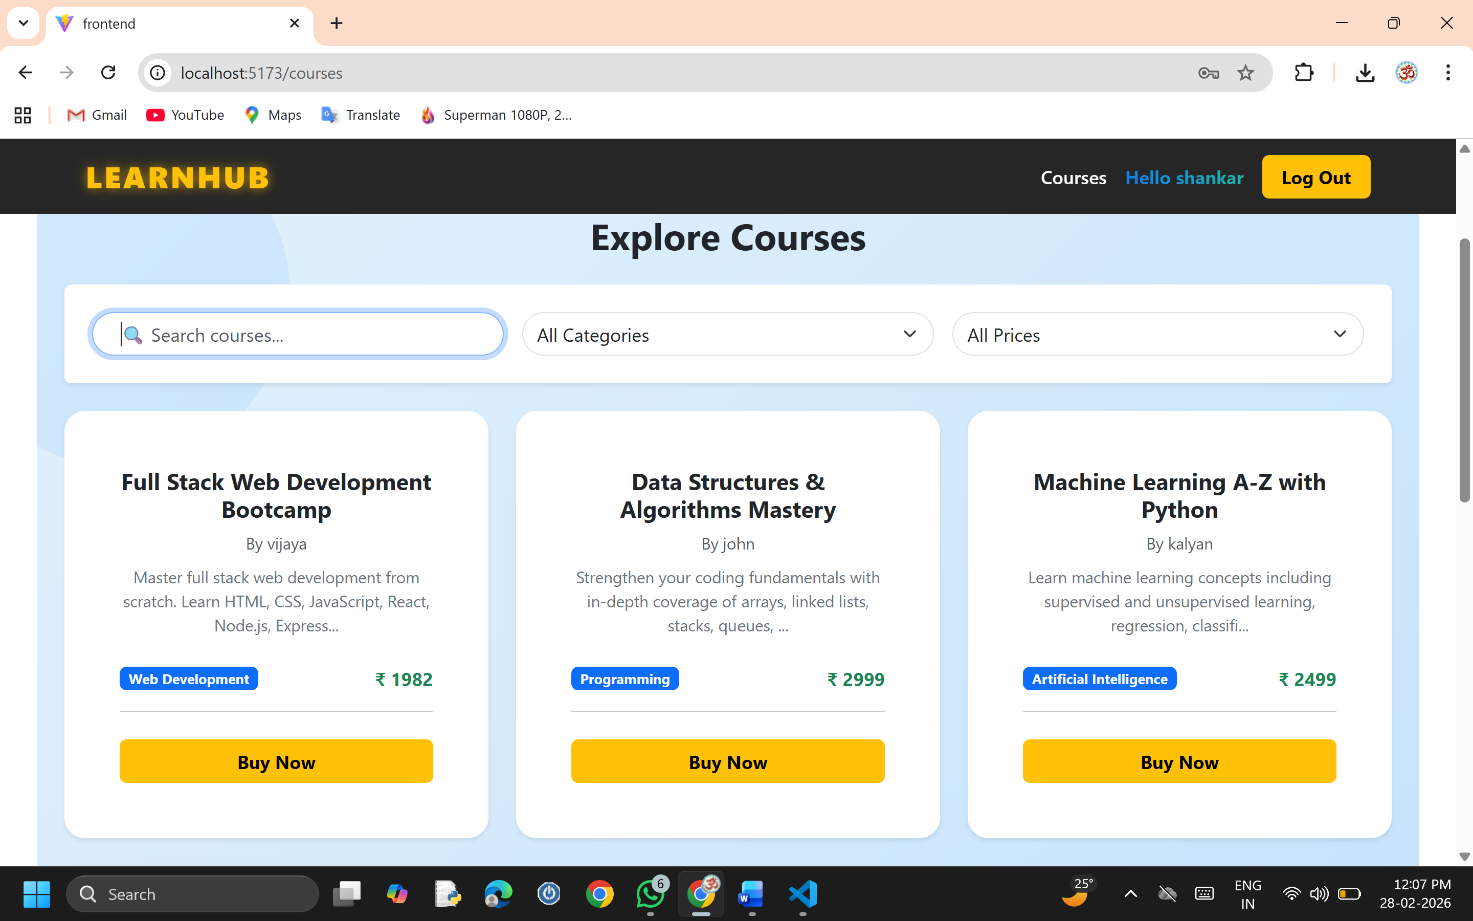 frontend
localhost:5173/courses
Gmail
YouTube
Maps
Translate
Superman 1080P, 2...
LEARNHUB
Courses
Hello shankar
Log Out
Explore Courses
Search courses...
All Categories
All Prices
Full Stack Web Development
Bootcamp
By vijaya
Master full stack web development from
scratch. Learn HTML, CSS, JavaScript, React,
Node.js, Express...
Web Development
₹ 1982
Buy Now
Data Structures &
Algorithms Mastery
By john
Strengthen your coding fundamentals with
in-depth coverage of arrays, linked lists,
stacks, queues, ...
Programming
₹ 2999
Buy Now
Machine Learning A-Z with
Python
By kalyan
Learn machine learning concepts including
supervised and unsupervised learning,
regression, classifi...
Artificial Intelligence
₹ 2499
Buy Now
Search
6
25°
ENG
IN
12:07 PM
28-02-2026